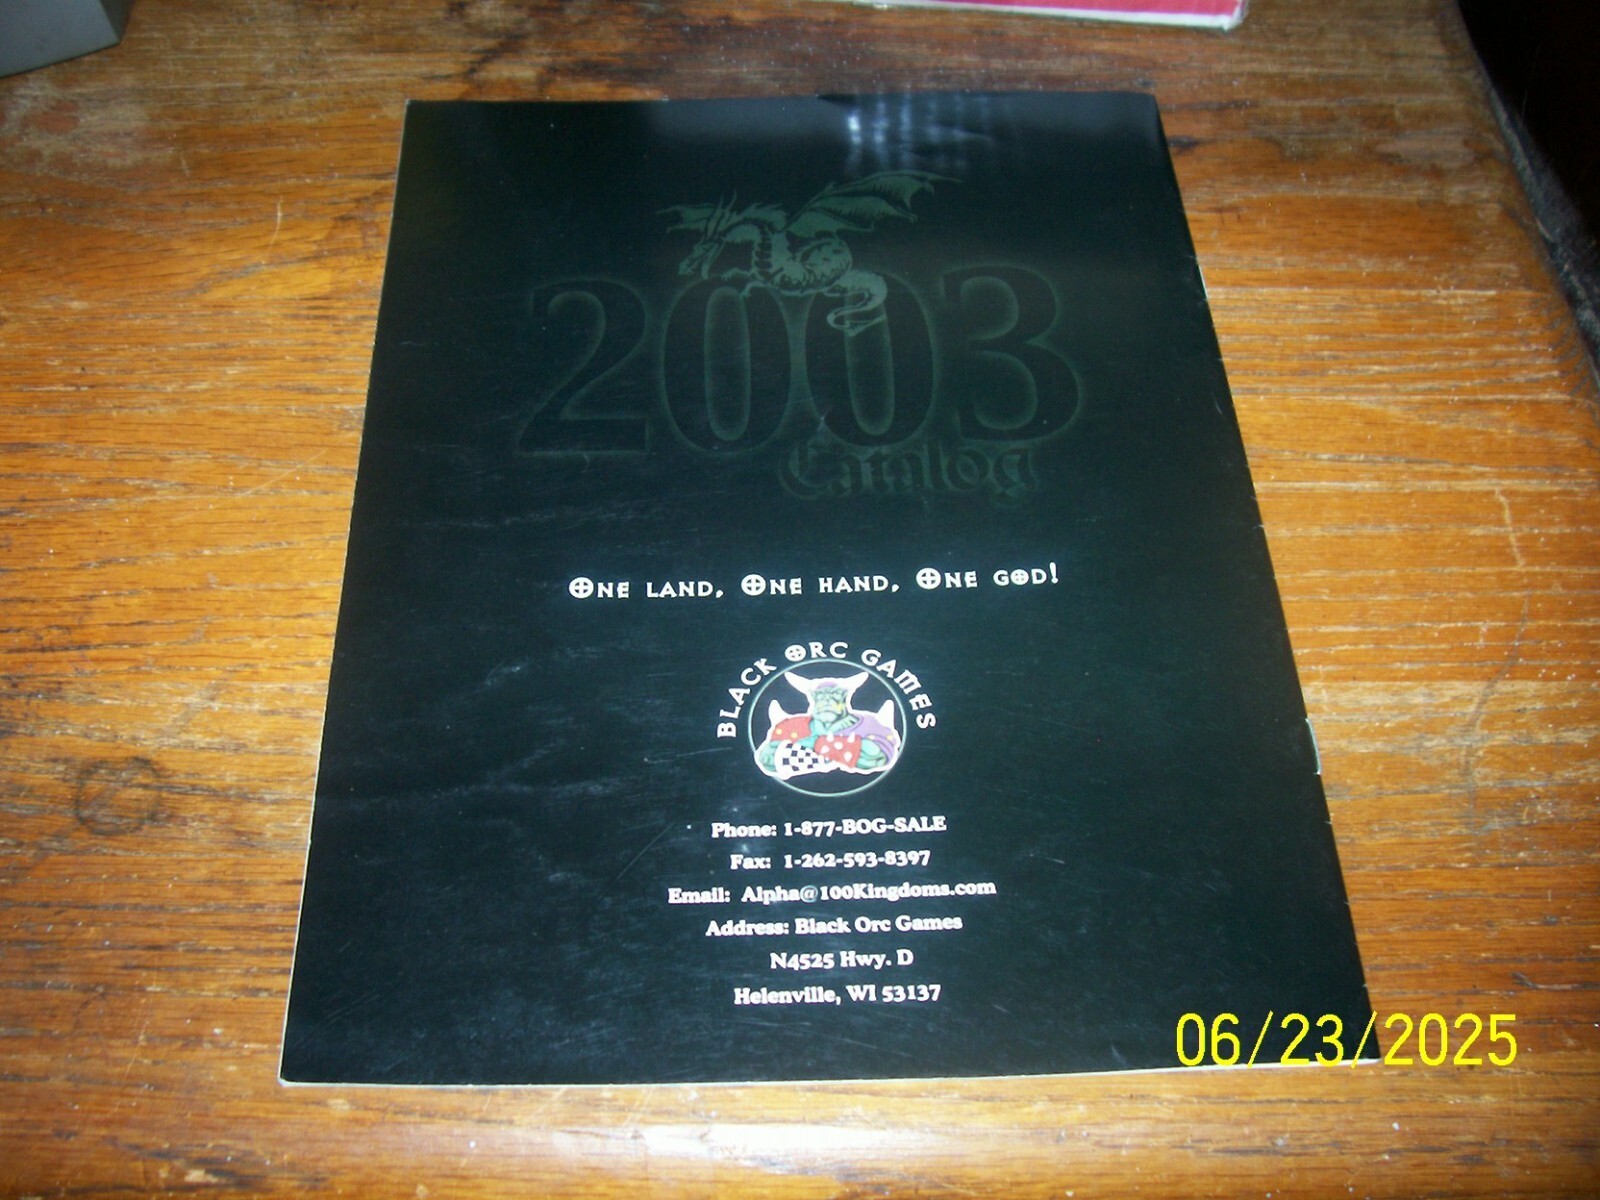 2003
Catalog
One land, One hand, One god!
BLACK ORC GAMES
Phone: 1-877-BOG-SALE
Fax: 1-262-593-8397
Email: Alpha@100Kingdoms.com
Address: Black Orc Games
N4525 Hwy. D
Helenville, WI 53137
06/23/2025